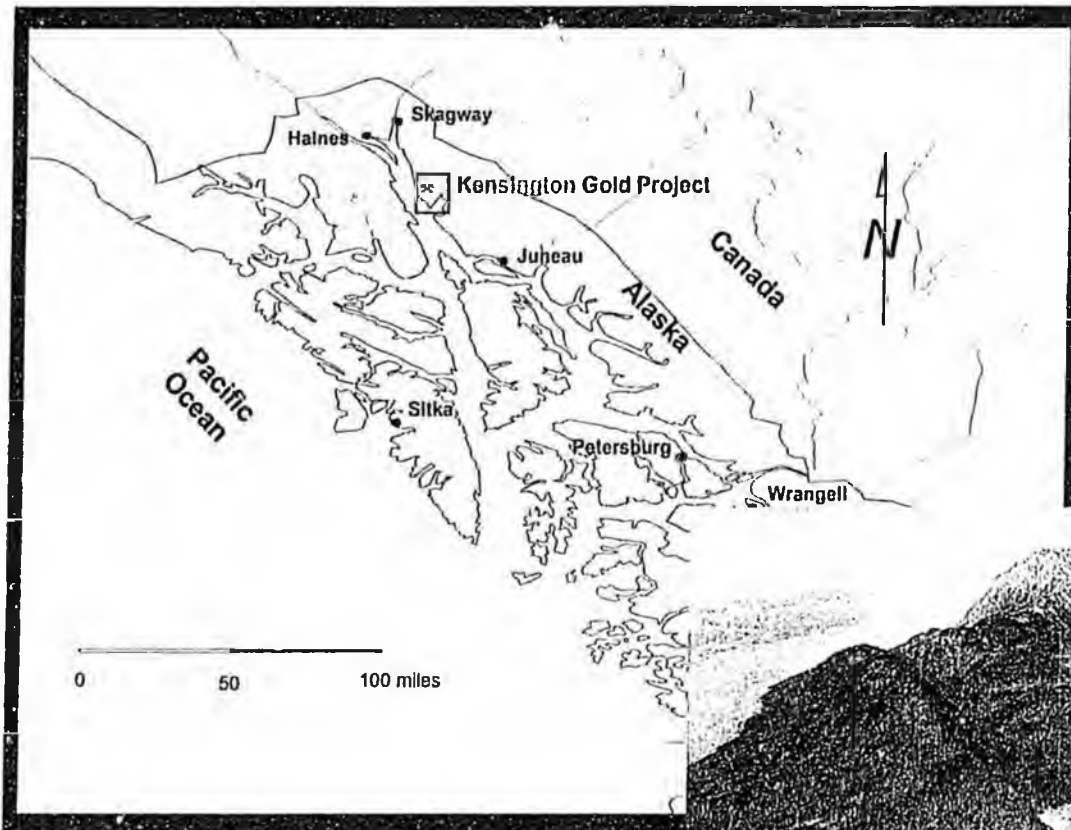 Skagway
Haines
Kensington Gold Project
Juneau
Canada
N
Alaska
Pacific
Ocean
Sitka
Petersburg
Wrangell
0 50 100 miles